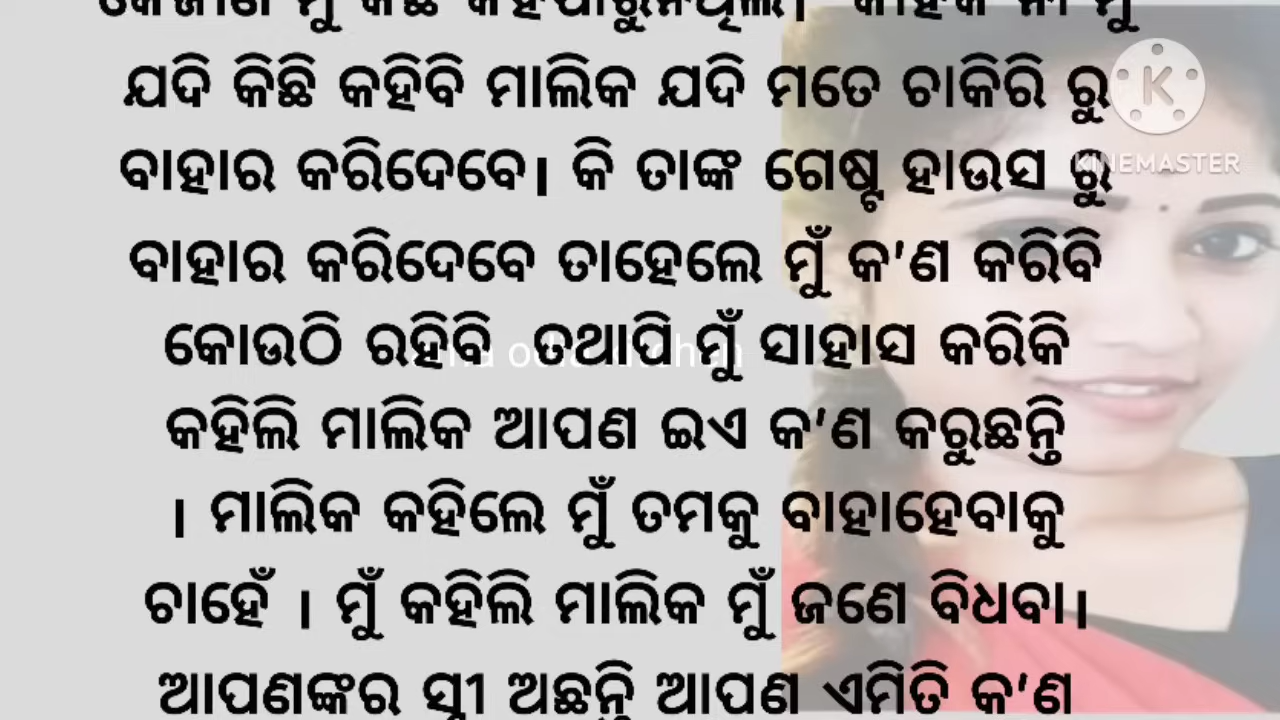 ଯଦି କିଛି କହିବି ମାଲିକ ଯଦି ମତେ ଚାକିରି ରୁ
ବାହାର କରିଦେବେ। କି ତାଙ୍କ ଗେଷ୍ଟ ହାଉସ ରୁ
ବାହାର କରିଦେବେ ତାହେଲେ ମୁଁ କ'ଣ କରିବି
କୋଉଠି ରହିବି ତଥାପି ମୁଁ ସାହାସ କରିକି
କହିଲି ମାଲିକ ଆପଣ ଇଏ କ'ଣ କରୁଛନ୍ତି
। ମାଲିକ କହିଲେ ମୁଁ ତମକୁ ବାହାହେବାକୁ
ଚାହେଁ । ମୁଁ କହିଲି ମାଲିକ ମୁଁ ଜଣେ ବିଧବା।
ଆପଣଙ୍କର ସ୍ତ୍ରୀ ଅଛନ୍ତି ଆପଣ ଏମିତି କ'ଣ
KINEMASTER